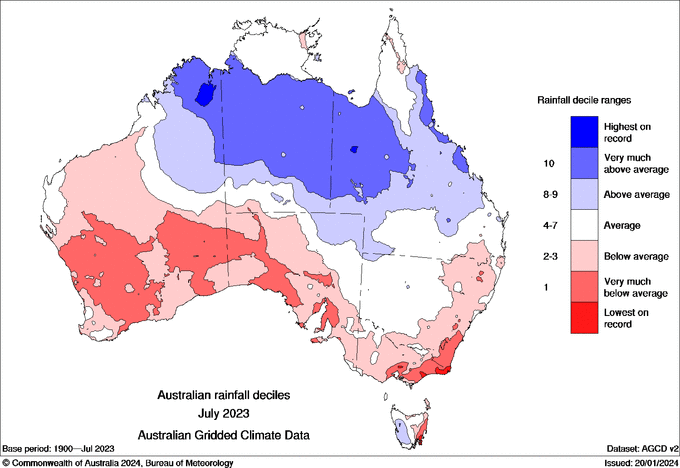 Rainfall decile ranges
Highest on
record
10
Very much
above average
8-9
Above average
4-7
Average
2-3
Below average
1
Very much
below average
Lowest on
record
Australian rainfall deciles
July 2023
Australian Gridded Climate Data
Base period: 1900—Jul 2023
Dataset: AGCD v2
© Commonwealth of Australia 2024, Bureau of Meteorology
Issued: 20/01/2024